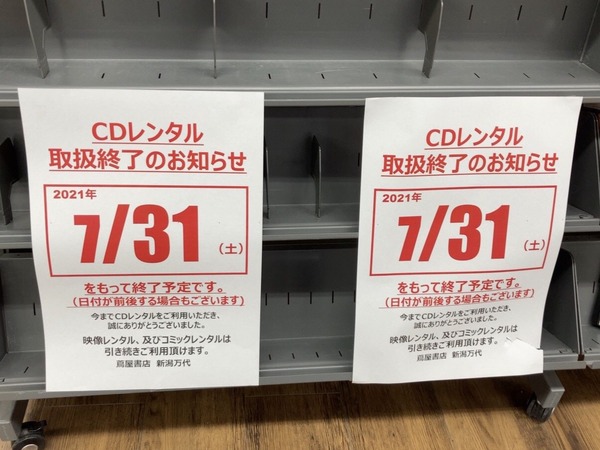 CDレンタル
取扱終了のお知らせ
2021年
7/31(土)
をもって終了予定です。
(日付が前後する場合もございます)
今までCDレンタルをご利用いただき、
誠にありがとうございました。
映像レンタル、及びコミックレンタルは
引き続きご利用頂けます。
蔦屋書店 新潟万代
CDレンタル
取扱終了のお知らせ
2021年
7/31(土)
をもって終了予定です。
(日付が前後する場合もございます)
今までCDレンタルをご利用いただき、
誠にありがとうございました。
映像レンタル、及びコミックレンタルは
引き続きご利用頂けます。
蔦屋書店 新潟万代